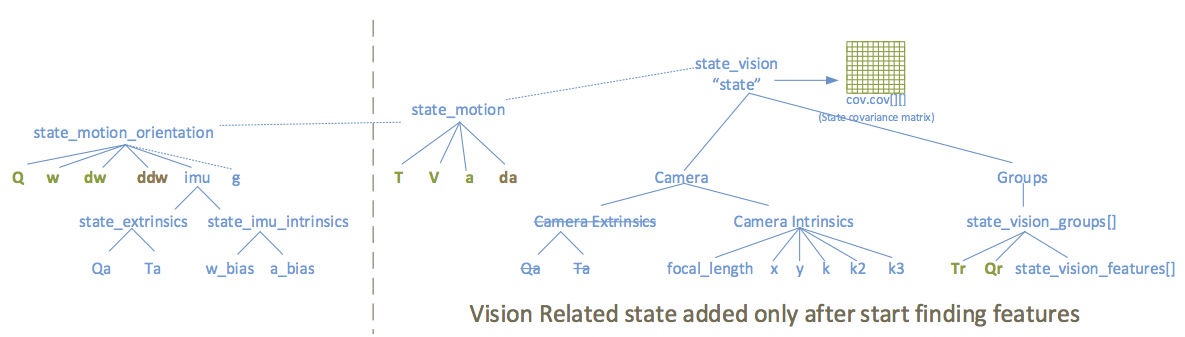 state_vision
“state”
cov.cov[][]
(State covariance matrix)
state_motion
state_motion_orientation
Q w dw ddw imu g
T V a da
Camera
Groups
state_extrinsics state_imu_intrinsics
Camera Extrinsics
Camera Intrinsics
state_vision_groups[]
Qa Ta w_bias a_bias
Qa Ta
focal_length x y k k2 k3
Tr Qr state_vision_features[]
Vision Related state added only after start finding features